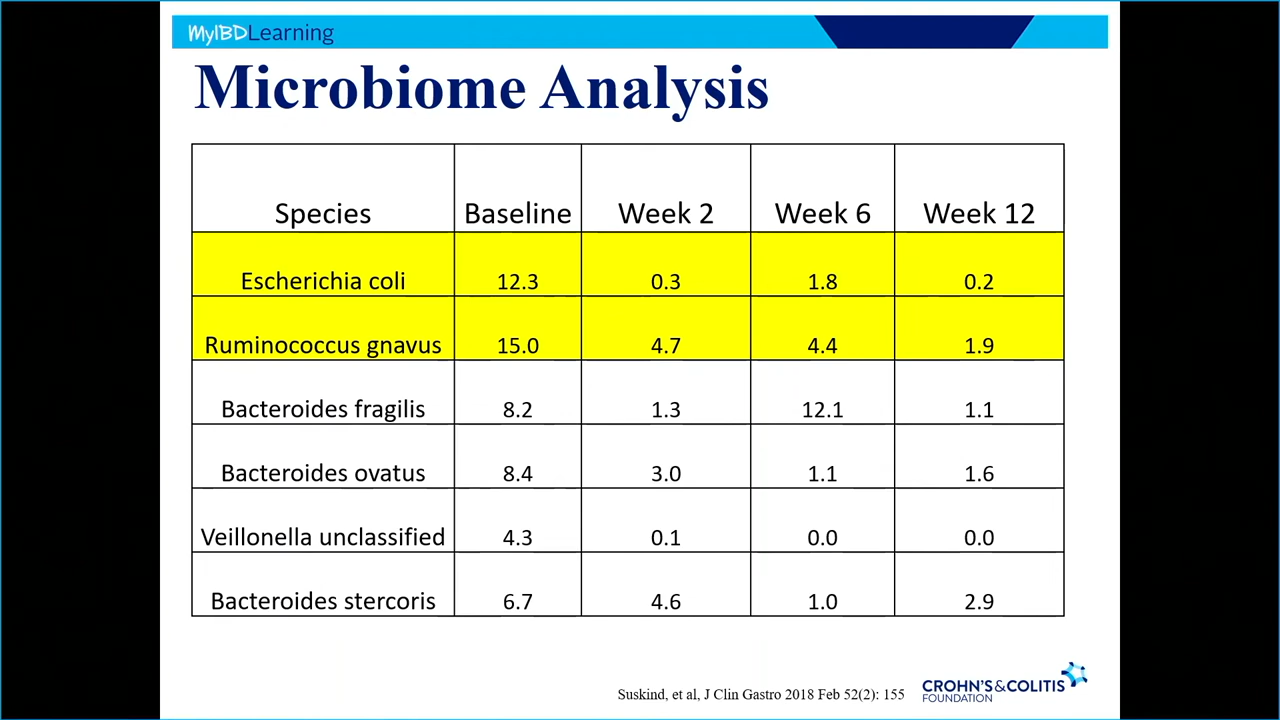 MyIBDLearning
Microbiome Analysis
Species Baseline Week 2 Week 6 Week 12
Escherichia coli 12.3 0.3 1.8 0.2
Ruminococcus gnavus 15.0 4.7 4.4 1.9
Bacteroides fragilis 8.2 1.3 12.1 1.1
Bacteroides ovatus 8.4 3.0 1.1 1.6
Veillonella unclassified 4.3 0.1 0.0 0.0
Bacteroides stercoris 6.7 4.6 1.0 2.9
Suskind, et al, J Clin Gastro 2018 Feb 52(2): 155
CROHN'S&COLITIS
FOUNDATION